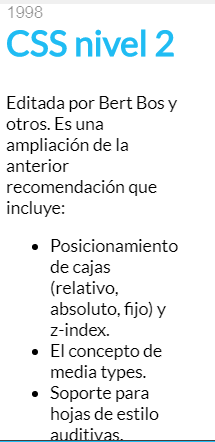 1998
CSS nivel 2
Editada por Bert Bos y
otros. Es una
ampliación de la
anterior
recomendación que
incluye:
• Posicionamiento
de cajas
(relativo,
absoluto, fijo) y
z-index.
• El concepto de
media types.
• Soporte para
hojas de estilo
auditivas.